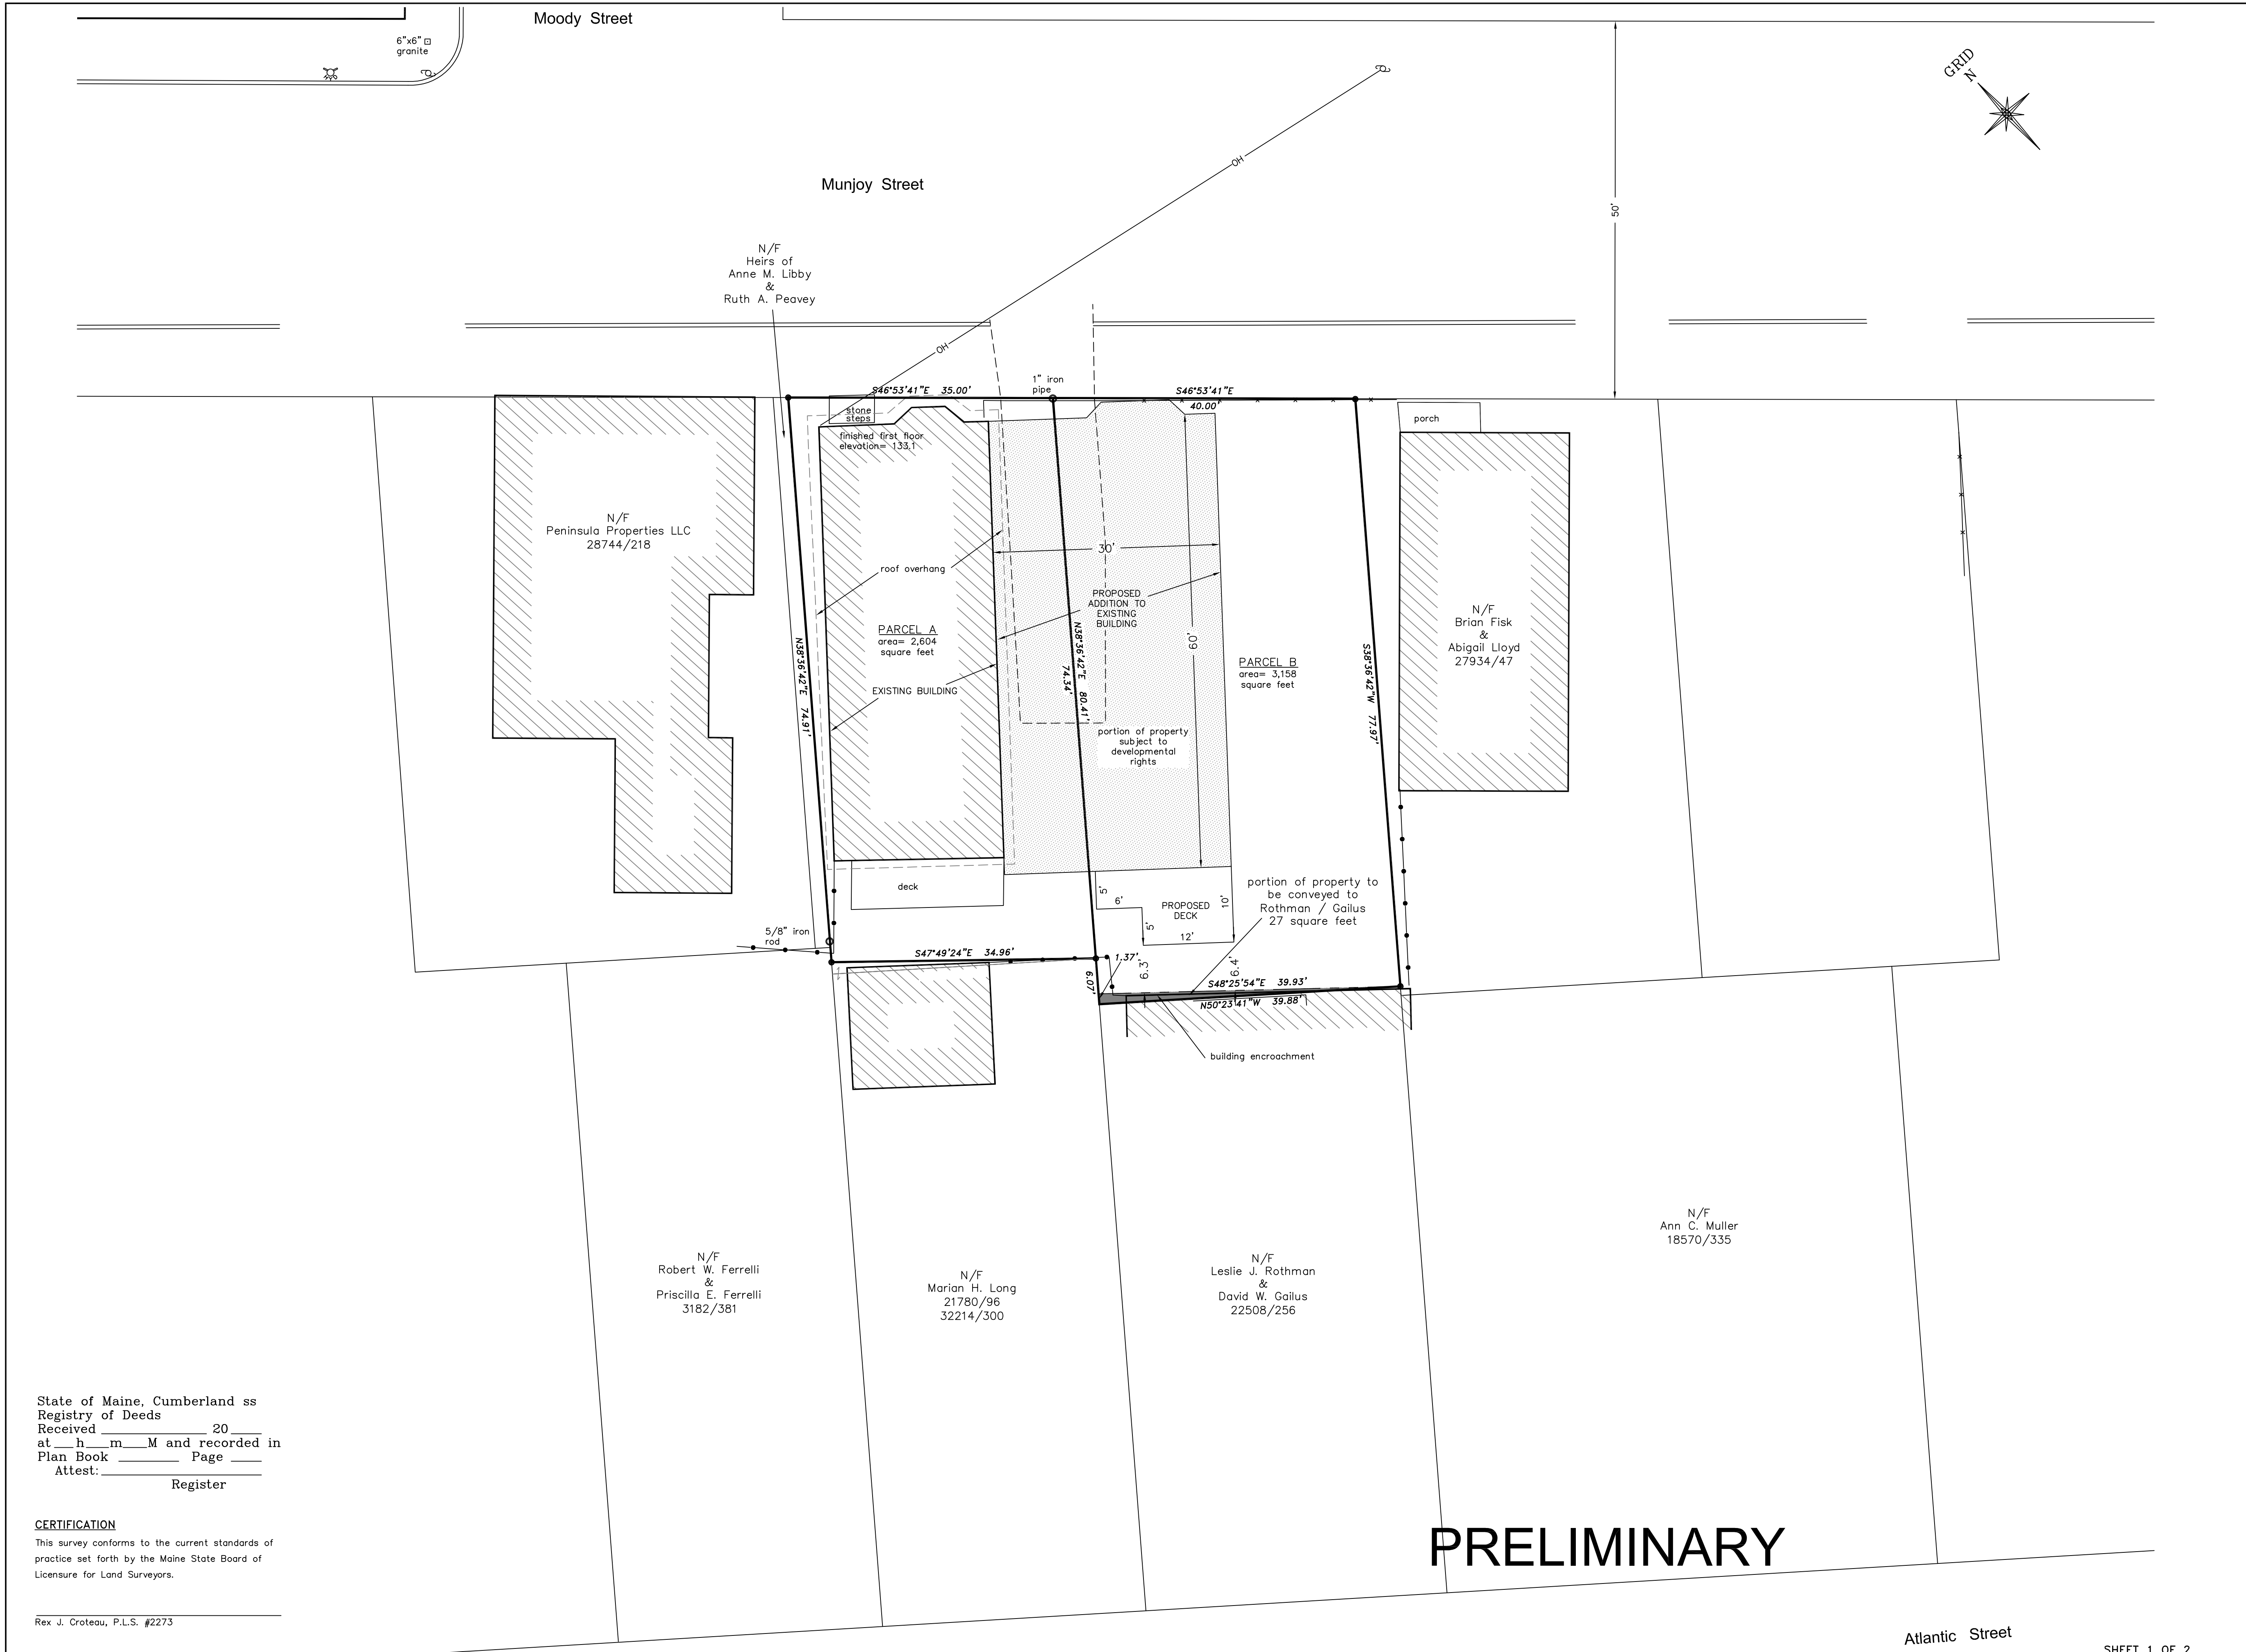 Moody Street
6"x6"
granite
GRID
N
OH
Munjoy Street
50'
N/F
Heirs of
Anne M. Libby
&
Ruth A. Peavey
OH
1" iron
pipe
S46°53'41"E 35.00'
S46°53'41"E
40.00'
stone
steps
finished first floor
elevation= 133.1
porch
N/F
Peninsula Properties LLC
28744/218
30'
roof overhang
PROPOSED
ADDITION TO
EXISTING
BUILDING
N/F
Brian Fisk
&
Abigail Lloyd
27934/47
PARCEL A
area= 2,604
square feet
60'
PARCEL B
area= 3,158
square feet
N38°36'42"E 74.91'
N38°36'42"E 80.41'
74.34'
S38°36'42"W 77.97'
EXISTING BUILDING
portion of property
subject to
developmental
rights
deck
5'
6'
PROPOSED
DECK
10'
5'
12'
portion of property to
be conveyed to
Rothman / Gailus
27 square feet
5/8" iron
rod
S47°49'24"E 34.96'
1.37'
6.3'
6.4'
6.07'
S48°25'54"E 39.93'
N50°23'41"W 39.88'
building encroachment
N/F
Robert W. Ferrelli
&
Priscilla E. Ferrelli
3182/381
N/F
Marian H. Long
21780/96
32214/300
N/F
Leslie J. Rothman
&
David W. Gailus
22508/256
N/F
Ann C. Muller
18570/335
State of Maine, Cumberland ss
Registry of Deeds
Received 20
at h m M and recorded in
Plan Book Page
Attest:
Register
CERTIFICATION
This survey conforms to the current standards of
practice set forth by the Maine State Board of
Licensure for Land Surveyors.
Rex J. Croteau, P.L.S. #2273
PRELIMINARY
Atlantic Street
SHEET 1 OF 2